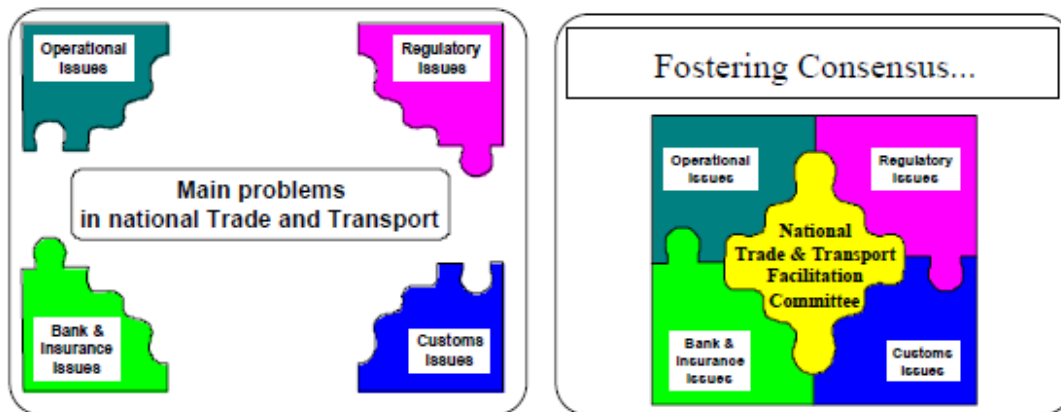 Operational
Issues
Regulatory
Issues
Main problems
in national Trade and Transport
Bank &
Insurance
Issues
Customs
Issues
Fostering Consensus...
Operational
Issues
Regulatory
Issues
National
Trade & Transport
Facilitation
Committee
Bank &
Insurance
Issues
Customs
Issues